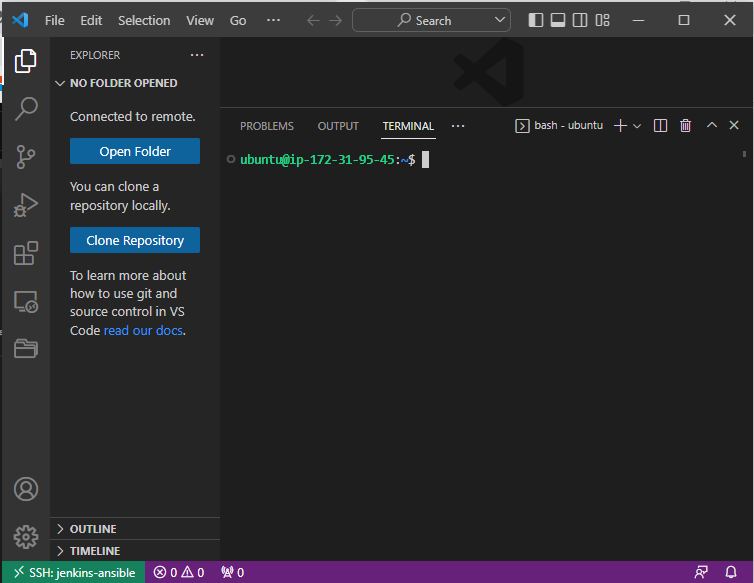 File Edit Selection View Go ··· Search
EXPLORER ···
NO FOLDER OPENED
Connected to remote.
Open Folder
You can clone a
repository locally.
Clone Repository
To learn more about
how to use git and
source control in VS
Code read our docs.
OUTLINE
TIMELINE
PROBLEMS OUTPUT TERMINAL ··· bash - ubuntu
ubuntu@ip-172-31-95-45:~$
SSH: jenkins-ansible 0 0 0